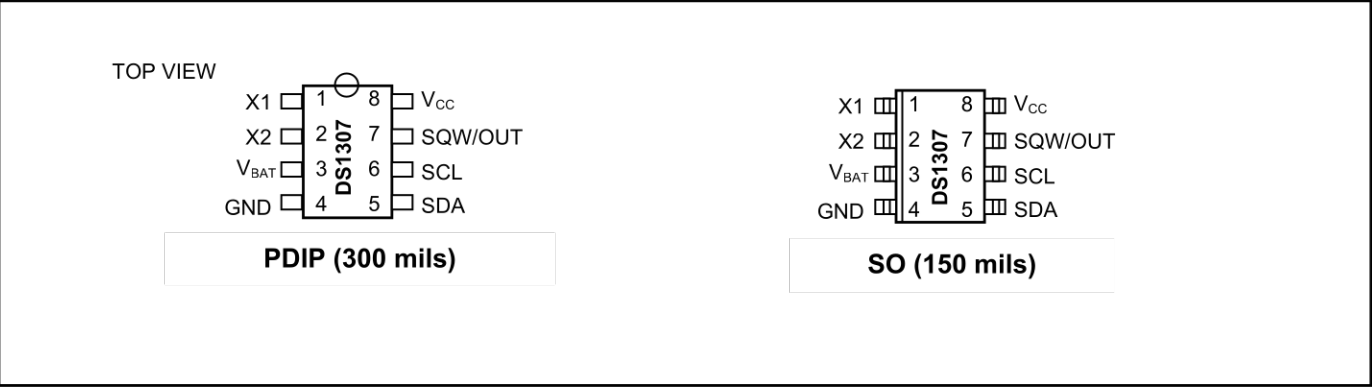 TOP VIEW
X1 1 8 VCC
X2 2 7 SQW/OUT
VBAT 3 6 SCL
GND 4 5 SDA
DS1307
PDIP (300 mils)
X1 1 8 VCC
X2 2 7 SQW/OUT
VBAT 3 6 SCL
GND 4 5 SDA
DS1307
SO (150 mils)